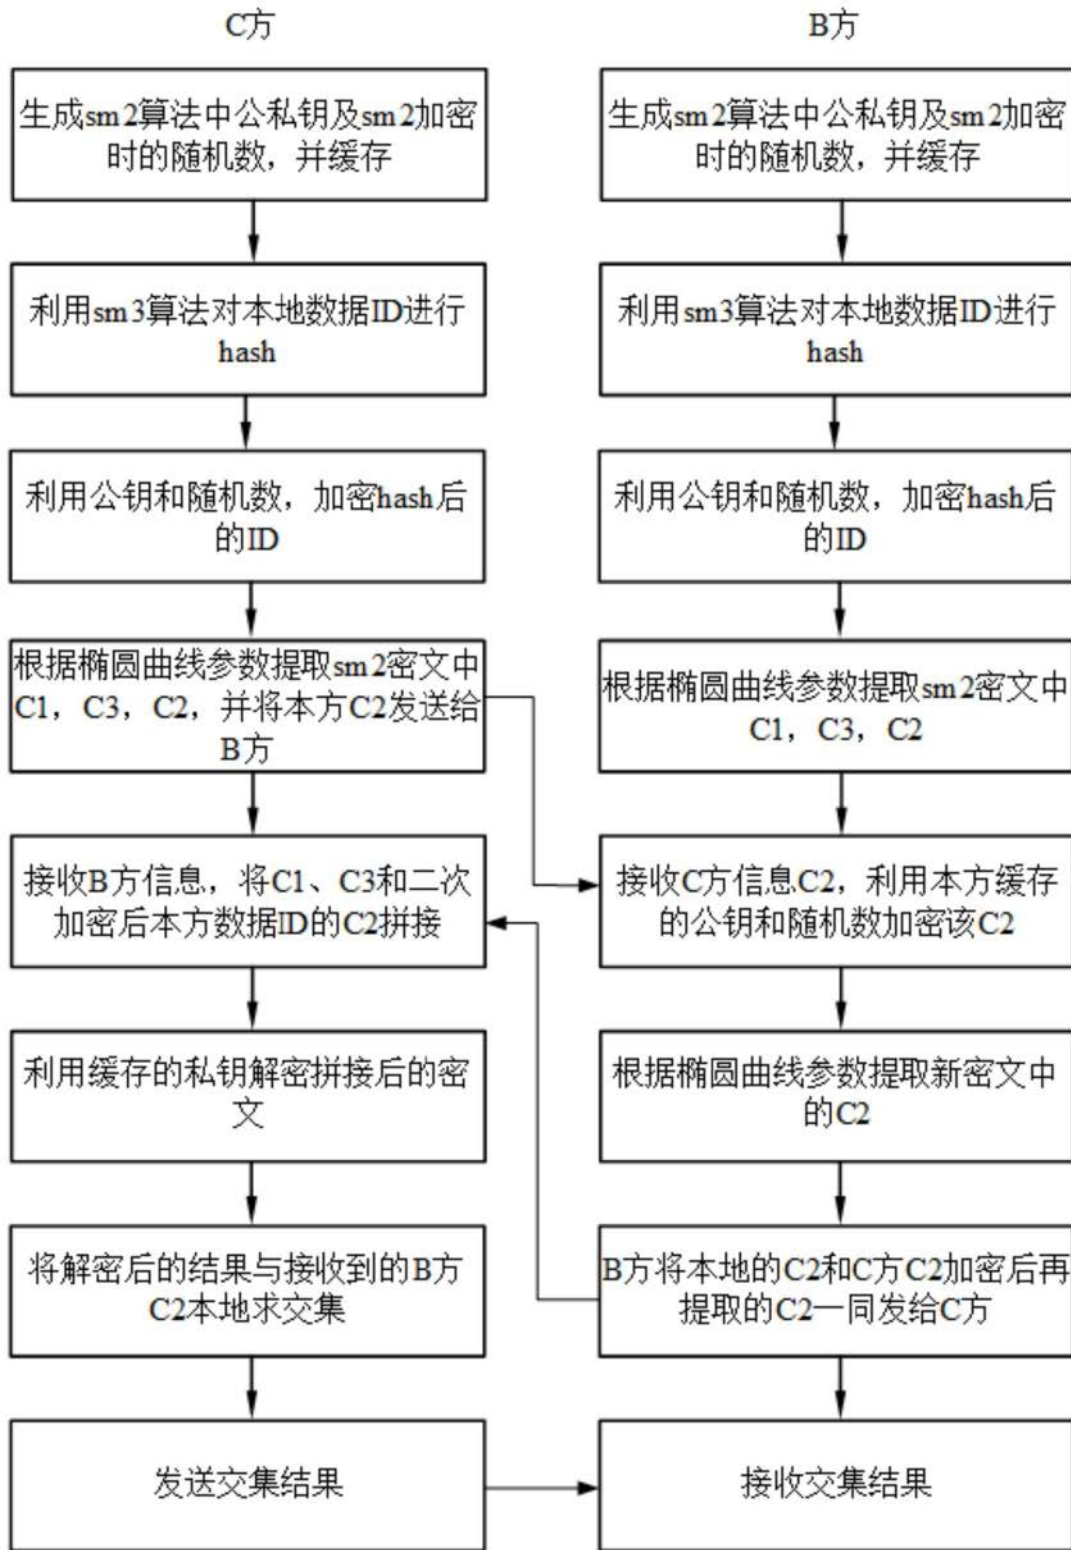 C方
B方
生成sm2算法中公私钥及sm2加密
时的随机数，并缓存
生成sm2算法中公私钥及sm2加密
时的随机数，并缓存
利用sm3算法对本地数据ID进行
hash
利用sm3算法对本地数据ID进行
hash
利用公钥和随机数，加密hash后
的ID
利用公钥和随机数，加密hash后
的ID
根据椭圆曲线参数提取sm2密文中
C1，C3，C2，并将本方C2发送给
B方
根据椭圆曲线参数提取sm2密文中
C1，C3，C2
接收B方信息，将C1、C3和二次
加密后本方数据ID的C2拼接
接收C方信息C2，利用本方缓存
的公钥和随机数加密该C2
利用缓存的私钥解密拼接后的密
文
根据椭圆曲线参数提取新密文中
的C2
将解密后的结果与接收到的B方
C2本地求交集
B方将本地的C2和C方C2加密后再
提取的C2一同发给C方
发送交集结果
接收交集结果